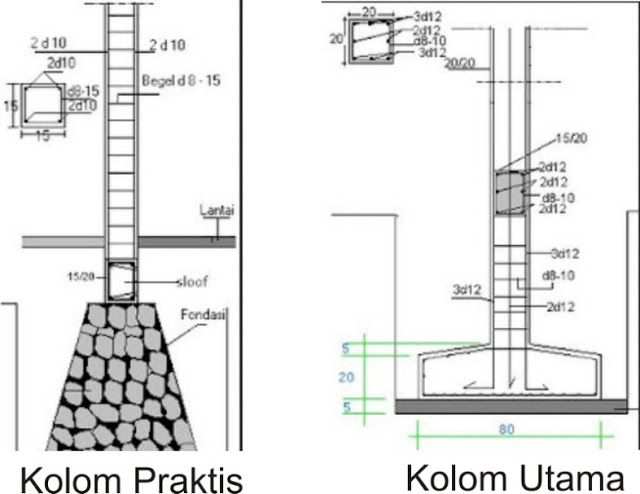 2 d 10
2 d 10
2d10
Begel d 8 - 15
d8-15
2d10
15
15
Lantai
15/20
sloof
Fondasi
Kolom Praktis
20
3d12
2d12
20
d8-10
3d12
20/20
15/20
2d12
2d12
d8-10
2d12
3d12
d8-10
3d12
2d12
5
20
5
80
Kolom Utama